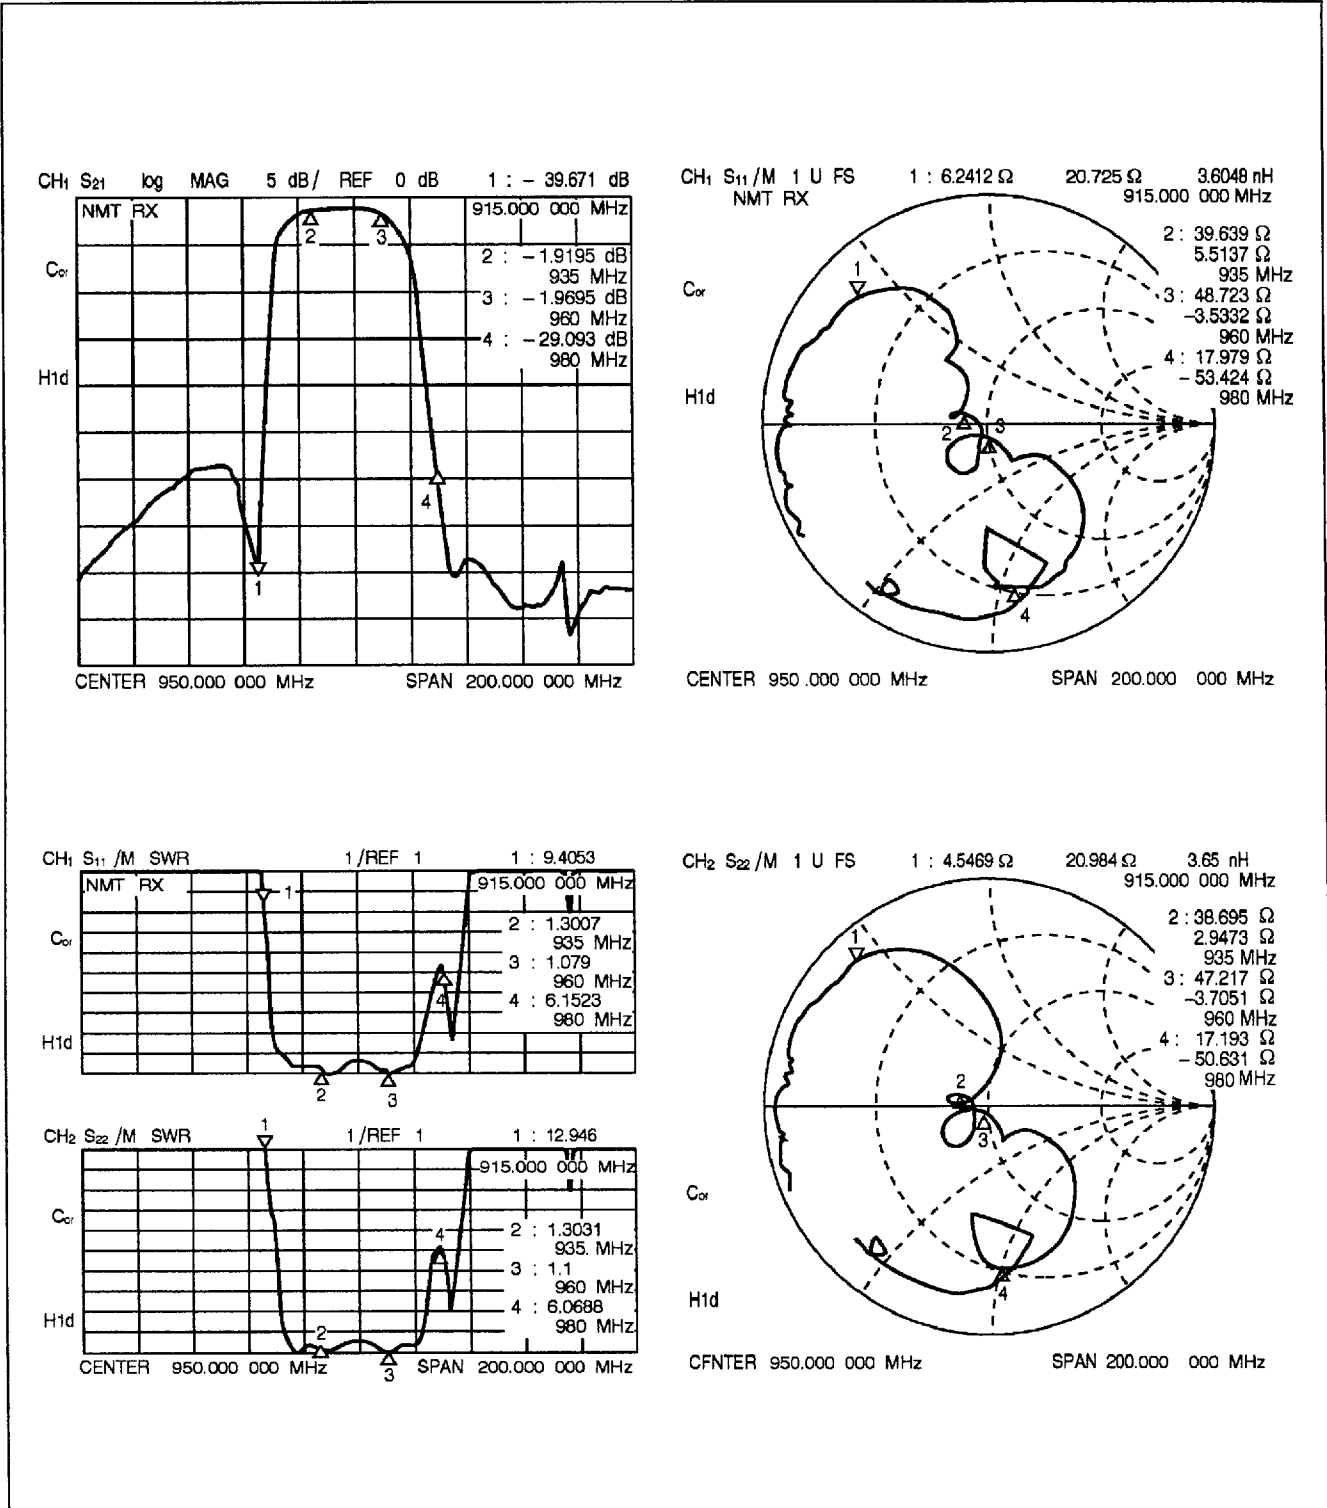 CH1 S21 log MAG 5 dB/ REF 0 dB 1 : – 39.671 dB
NMT RX 915.000 000 MHz
2
3
2 : –1.9195 dB
935 MHz
Cor
3 : –1.9695 dB
960 MHz
4 : –29.093 dB
980 MHz
H1d
4
1
CENTER 950.000 000 MHz SPAN 200.000 000 MHz
CH1 S11/M 1 U FS 1 : 6.2412 Ω 20.725 Ω 3.6048 nH
NMT RX 915.000 000 MHz
2 : 39.639 Ω
5.5137 Ω
935 MHz
1
Cor
3 : 48.723 Ω
–3.5332 Ω
960 MHz
4 : 17.979 Ω
–53.424 Ω
980 MHz
H1d
2
3
4
CENTER 950.000 000 MHz SPAN 200.000 000 MHz
CH1 S11/M SWR 1/REF 1 1 : 9.4053
NMT RX 915.000 000 MHz
1
2 : 1.3007
935 MHz
Cor
3 : 1.079
960 MHz
4
4 : 6.1523
980 MHz
H1d
2
3
CH2 S22/M SWR 1/REF 1 1 : 12.946
1
915.000 000 MHz
Cor
4
2 : 1.3031
935. MHz
3 : 1.1
960 MHz
4 : 6.0688
980 MHz
H1d
2
CENTER 950.000 000 MHz SPAN 200.000 000 MHz
3
CH2 S22/M 1 U FS 1 : 4.5469 Ω 20.984 Ω 3.65 nH
915.000 000 MHz
2 : 38.695 Ω
2.9473 Ω
935 MHz
1
3 : 47.217 Ω
–3.7051 Ω
960 MHz
4 : 17.193 Ω
–50.631 Ω
980 MHz
2
3
Cor
4
H1d
CFNTER 950.000 000 MHz SPAN 200.000 000 MHz